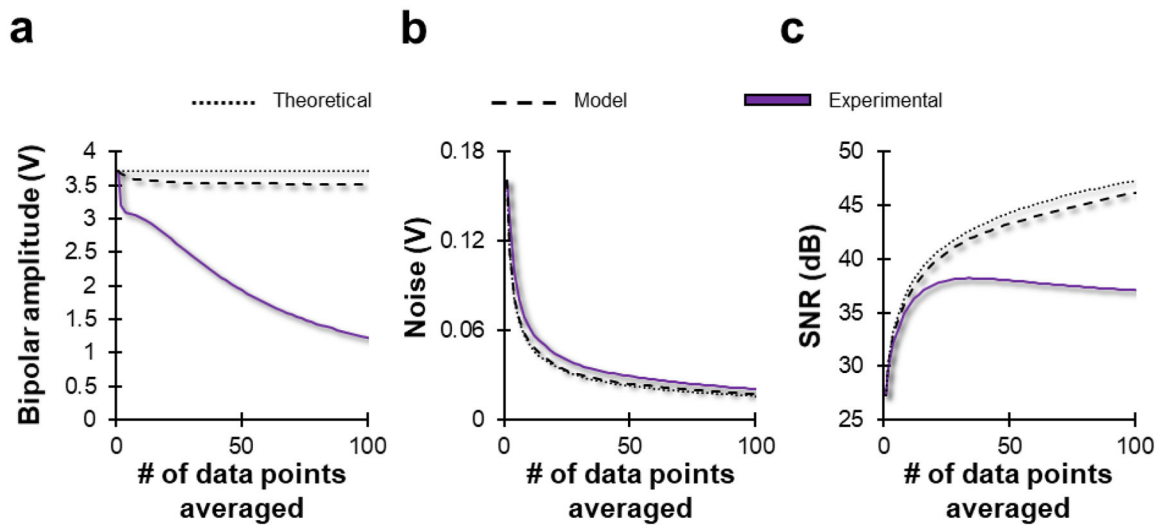 a
b
c
Theoretical
Model
Experimental
Bipolar amplitude (V)
4
3.5
3
2.5
2
1.5
1
0.5
0
0
50
100
# of data points
averaged
Noise (V)
0.18
0.12
0.06
0
0
50
100
# of data points
averaged
SNR (dB)
50
45
40
35
30
25
0
50
100
# of data points
averaged